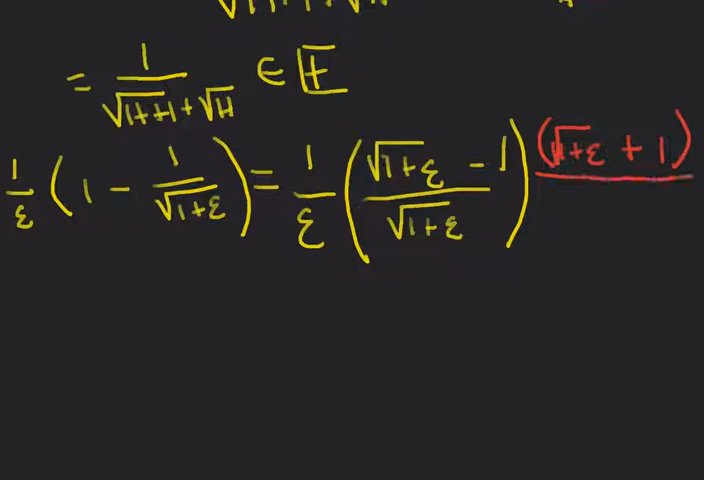 = 1/(√(H+1) + √H) ∈ E
1/ε (1 - 1/√(1+ε)) = 1/ε ((√(1+ε) - 1)/√(1+ε)) (√(1+ε) + 1)